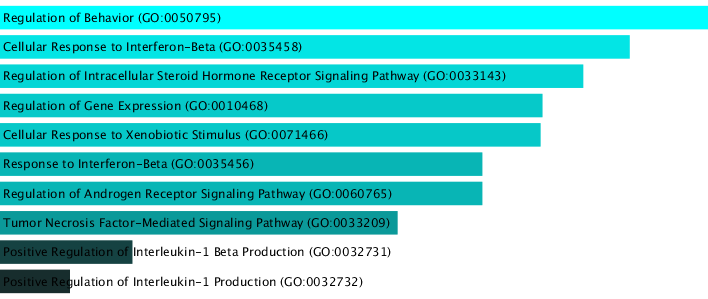 Regulation of Behavior (GO:0050795)
Cellular Response to Interferon-Beta (GO:0035458)
Regulation of Intracellular Steroid Hormone Receptor Signaling Pathway (GO:0033143)
Regulation of Gene Expression (GO:0010468)
Cellular Response to Xenobiotic Stimulus (GO:0071466)
Response to Interferon-Beta (GO:0035456)
Regulation of Androgen Receptor Signaling Pathway (GO:0060765)
Tumor Necrosis Factor-Mediated Signaling Pathway (GO:0033209)
Positive Regulation of Interleukin-1 Beta Production (GO:0032731)
Positive Regulation of Interleukin-1 Production (GO:0032732)